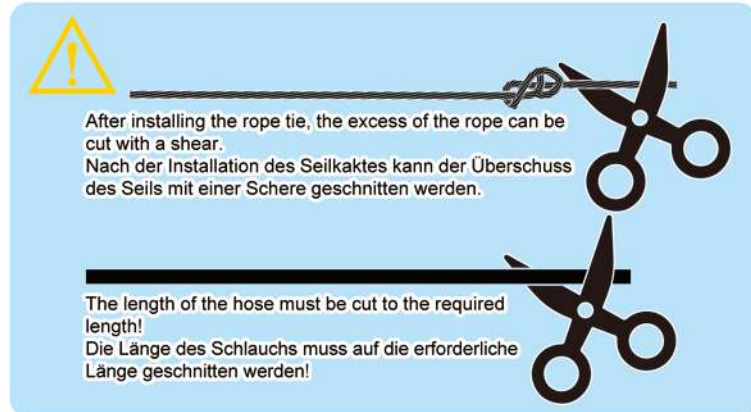 After installing the rope tie, the excess of the rope can be
cut with a shear.
Nach der Installation des Seilkaktes kann der Überschuss
des Seils mit einer Schere geschnitten werden.
The length of the hose must be cut to the required
length!
Die Länge des Schlauchs muss auf die erforderliche
Länge geschnitten werden!